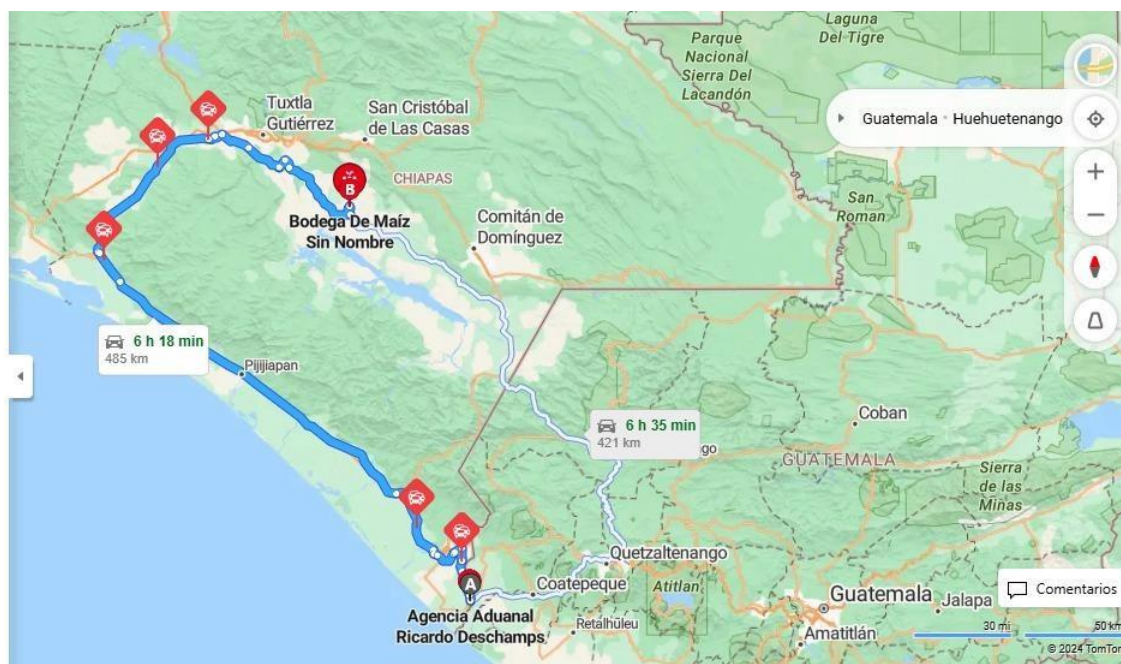 Laguna
Del Tigre
Parque
Nacional
Sierra Del
Lacandón
Tuxtla
Gutiérrez
San Cristóbal
de Las Casas
Guatemala • Huehuetenango
CHIAPAS
B
Bodega De Maíz
Sin Nombre
Comitán de
Domínguez
San
Roman
6 h 18 min
485 km
Pijijiapan
6 h 35 min
421 km
go
Coban
GUATEMALA
Sierra
de las
Minas
Quetzaltenango
Coatepeque
Atitlan
A
Agencia Aduanal
Ricardo Deschamps
Retalhuleu
Guatemala
Jalapa
Amatitlán
Comentarios
30 mi
50 km
© 2024 TomTom